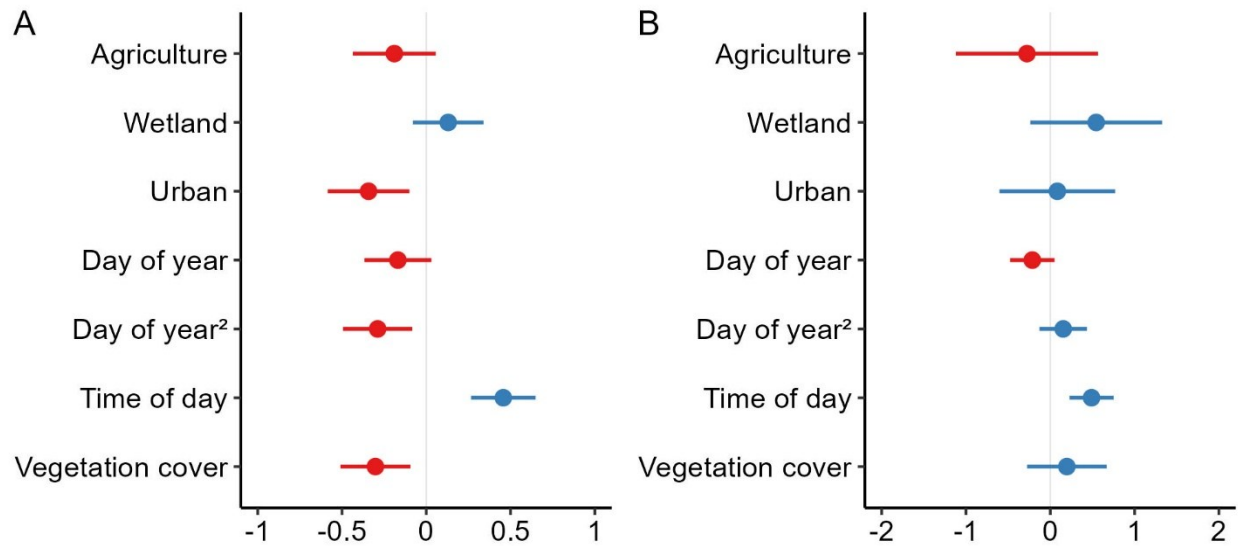 A
Agriculture
Wetland
Urban
Day of year
Day of year²
Time of day
Vegetation cover
-1 -0.5 0 0.5 1
B
Agriculture
Wetland
Urban
Day of year
Day of year²
Time of day
Vegetation cover
-2 -1 0 1 2